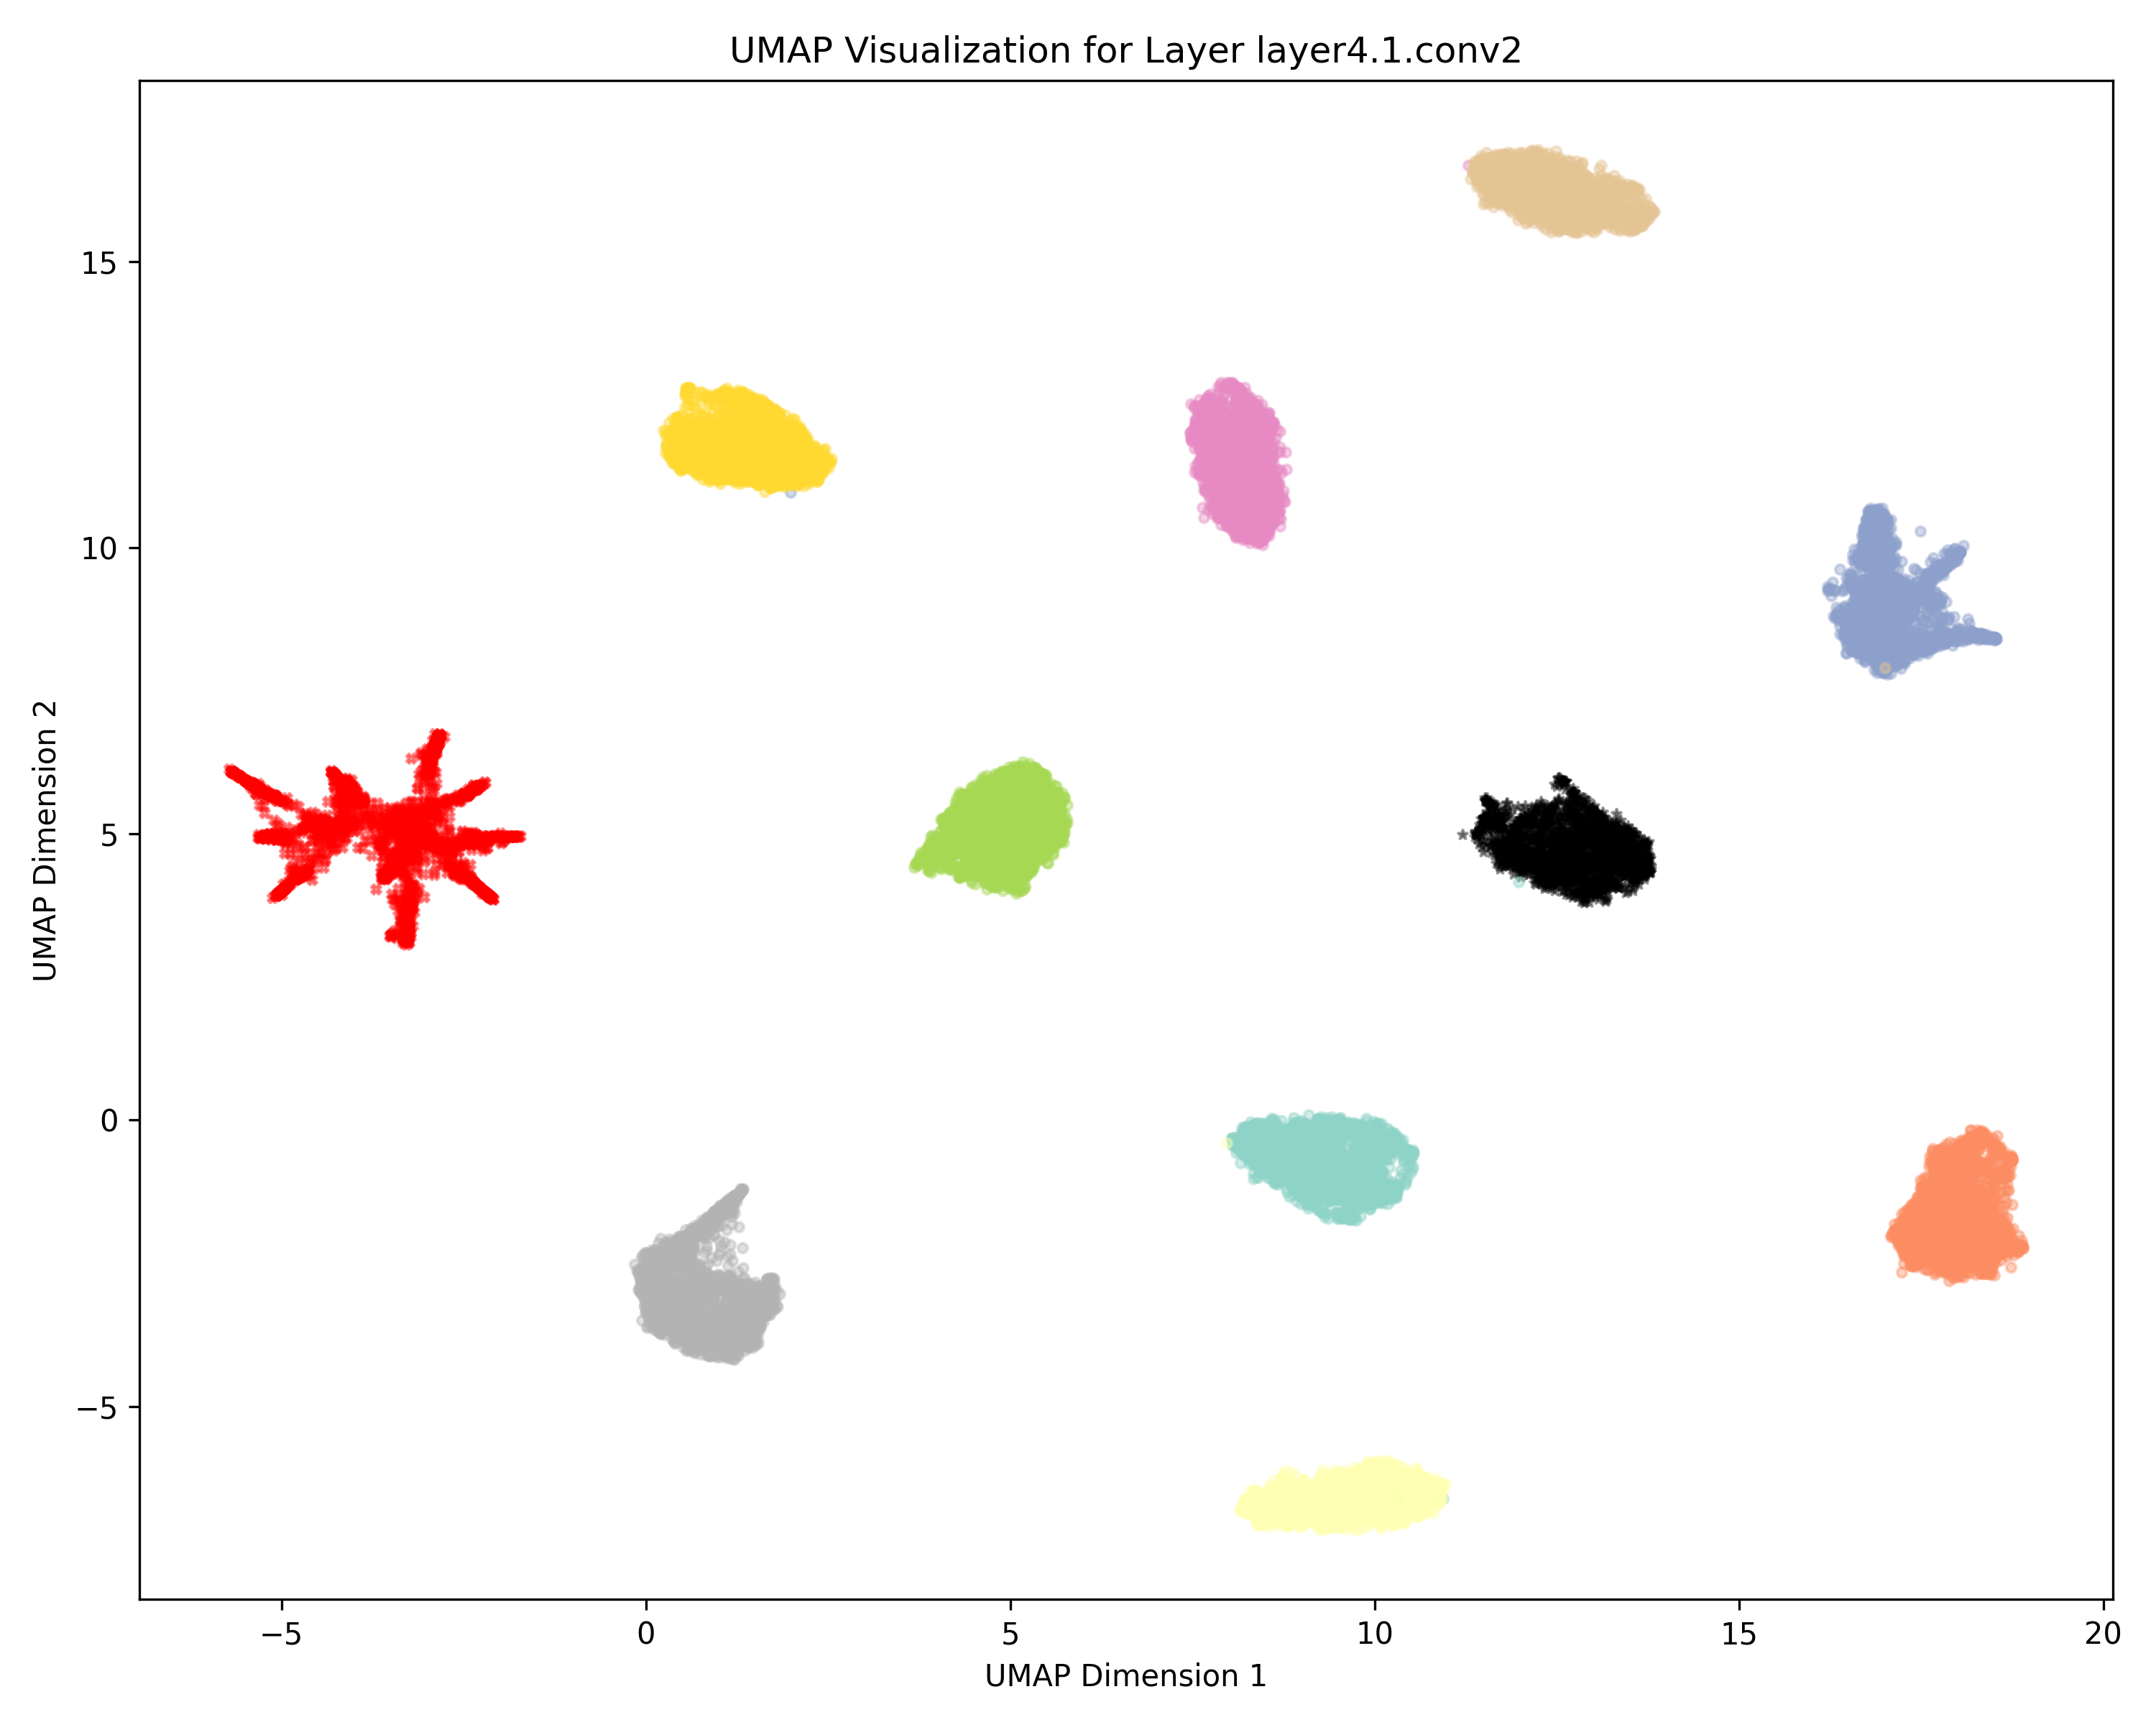 UMAP Visualization for Layer layer4.1.conv2
15
10
5
0
−5
UMAP Dimension 2
−5 0 5 10 15 20
UMAP Dimension 1